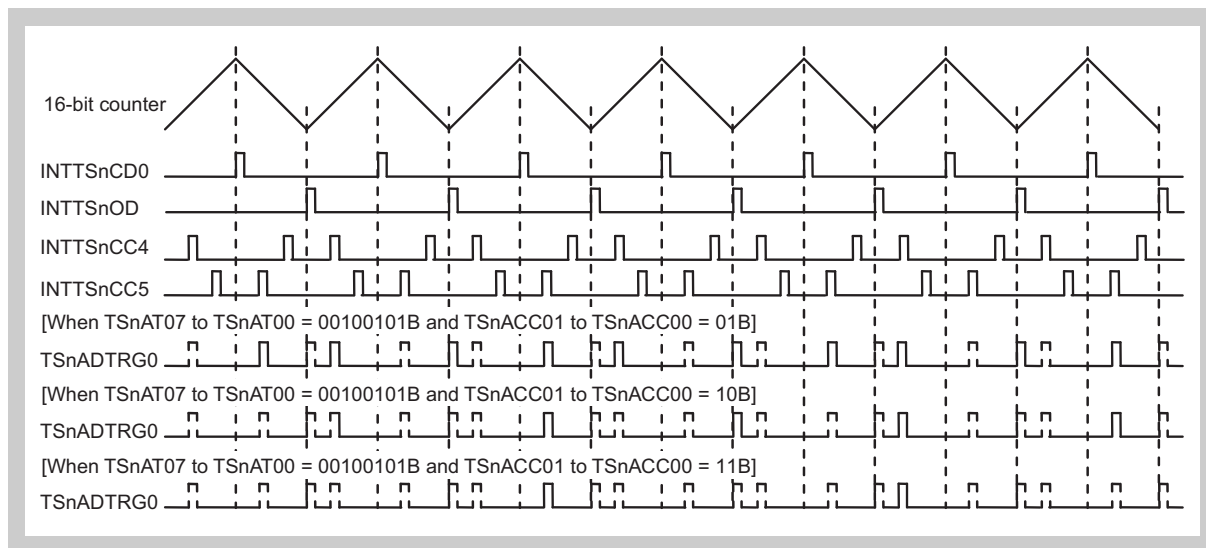 16-bit counter
INTTSnCD0
INTTSnOD
INTTSnCC4
INTTSnCC5
[When TSnAT07 to TSnAT00 = 00100101B and TSnACC01 to TSnACC00 = 01B]
TSnADTRG0
[When TSnAT07 to TSnAT00 = 00100101B and TSnACC01 to TSnACC00 = 10B]
TSnADTRG0
[When TSnAT07 to TSnAT00 = 00100101B and TSnACC01 to TSnACC00 = 11B]
TSnADTRG0